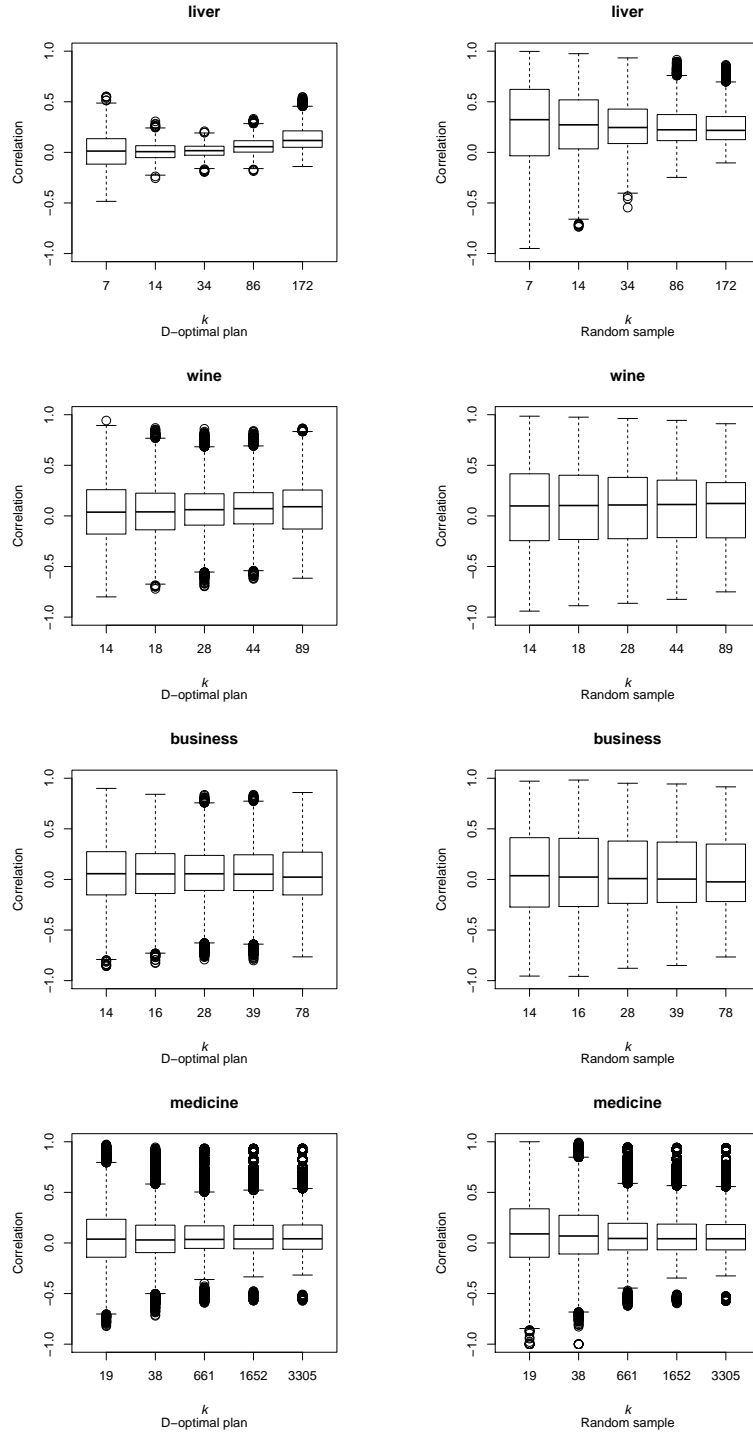 liver
Correlation
1.0
0.5
0.0
−0.5
−1.0
7 14 34 86 172
k
D−optimal plan
liver
Correlation
1.0
0.5
0.0
−0.5
−1.0
7 14 34 86 172
k
Random sample
wine
Correlation
1.0
0.5
0.0
−0.5
−1.0
14 18 28 44 89
k
D−optimal plan
wine
Correlation
1.0
0.5
0.0
−0.5
−1.0
14 18 28 44 89
k
Random sample
business
Correlation
1.0
0.5
0.0
−0.5
−1.0
14 16 28 39 78
k
D−optimal plan
business
Correlation
1.0
0.5
0.0
−0.5
−1.0
14 16 28 39 78
k
Random sample
medicine
Correlation
1.0
0.5
0.0
−0.5
−1.0
19 38 661 1652 3305
k
D−optimal plan
medicine
Correlation
1.0
0.5
0.0
−0.5
−1.0
19 38 661 1652 3305
k
Random sample